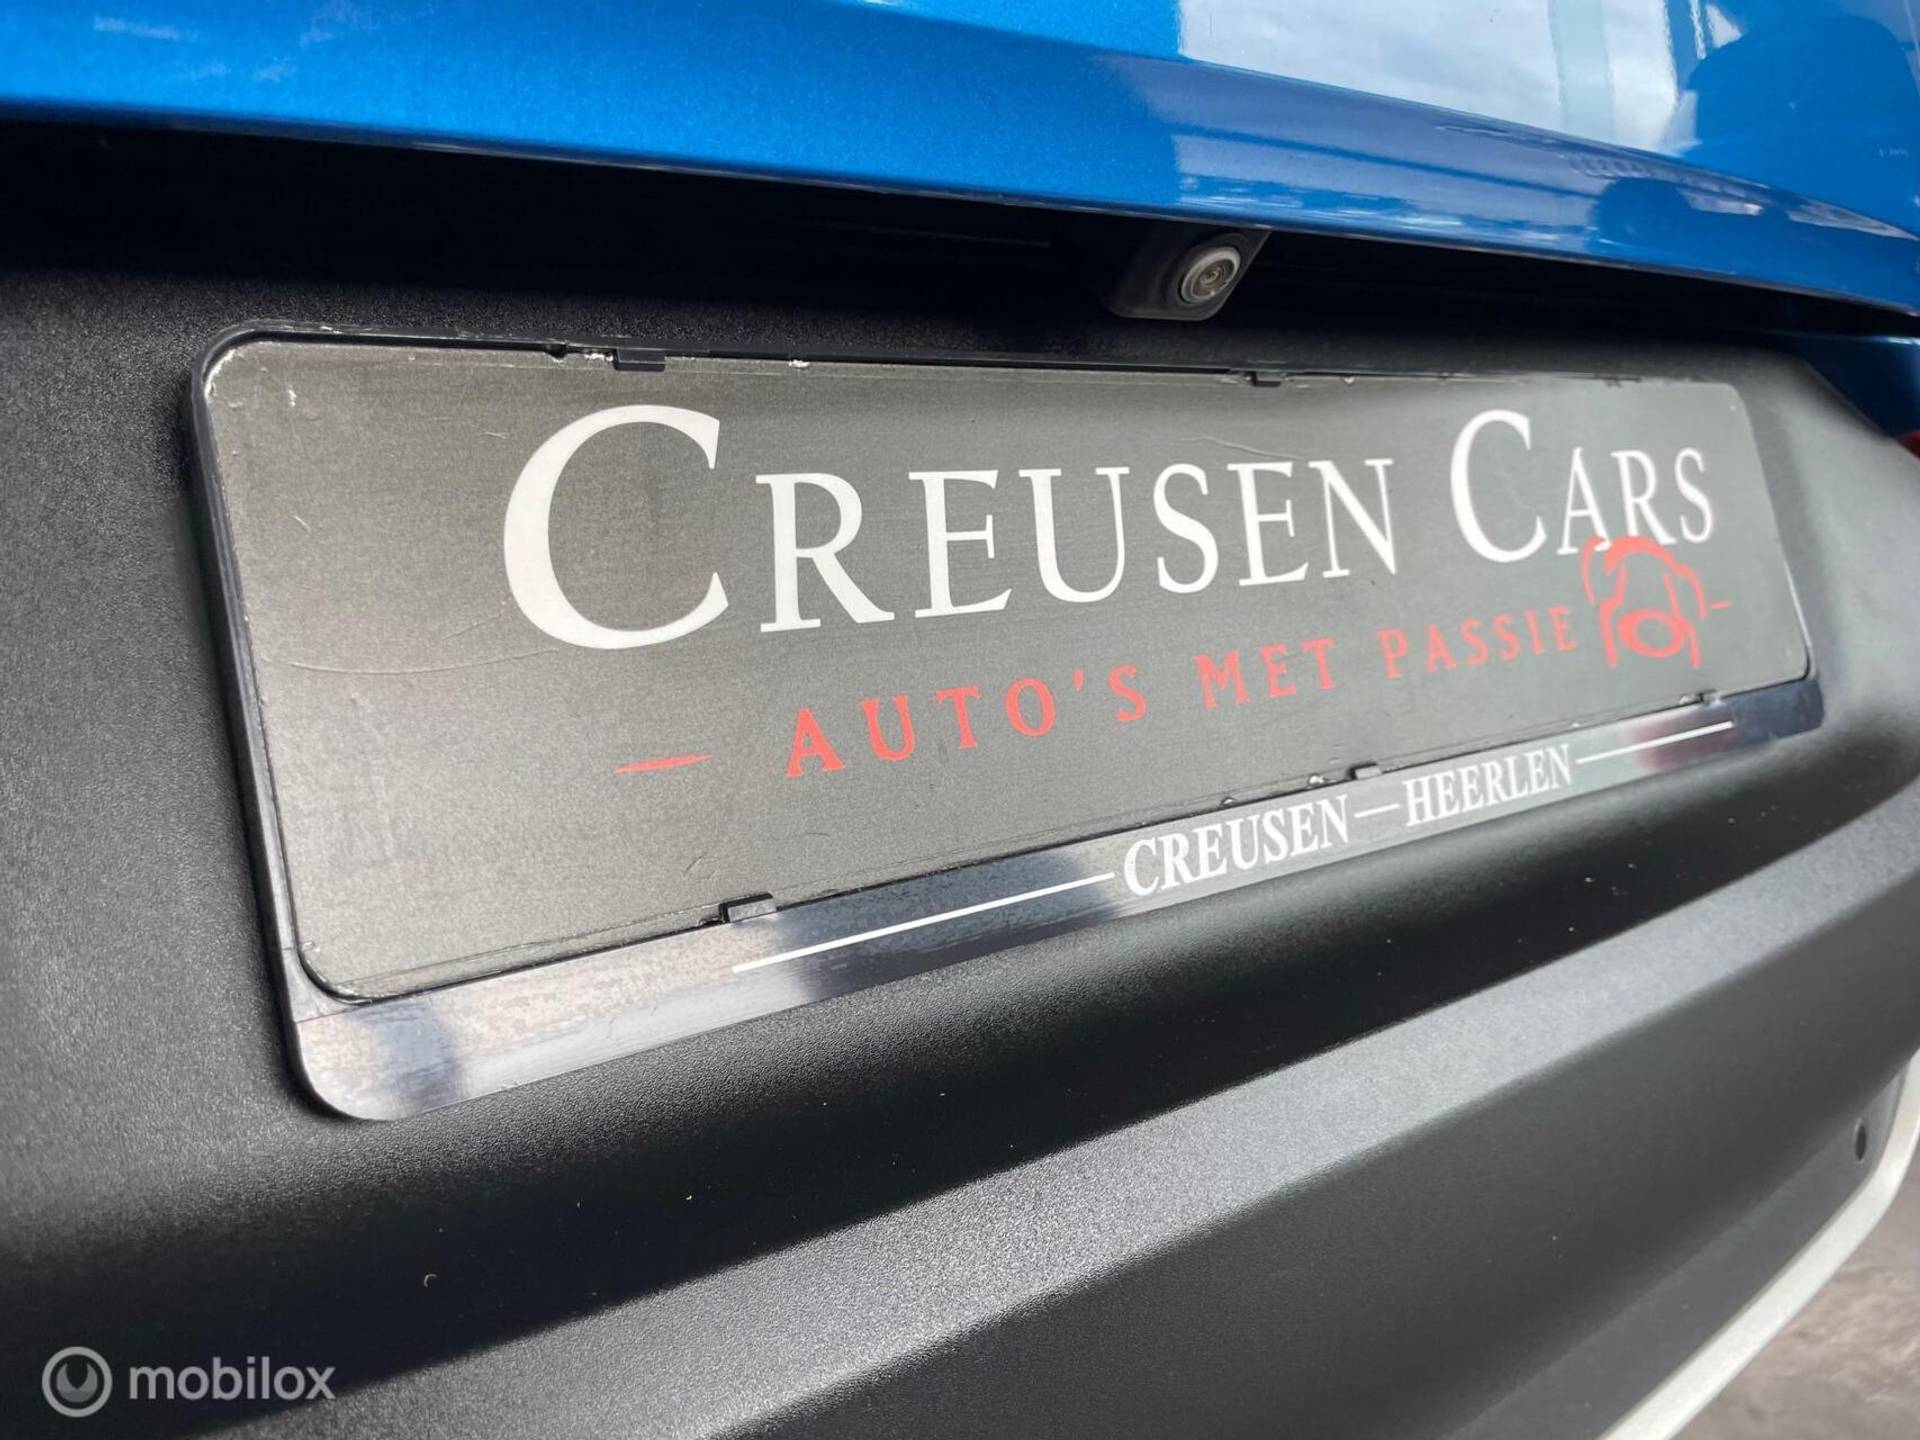 CREUSEN CARS
- AUTO'S MET PASSIE -
CREUSEN — HEERLEN
mobilox